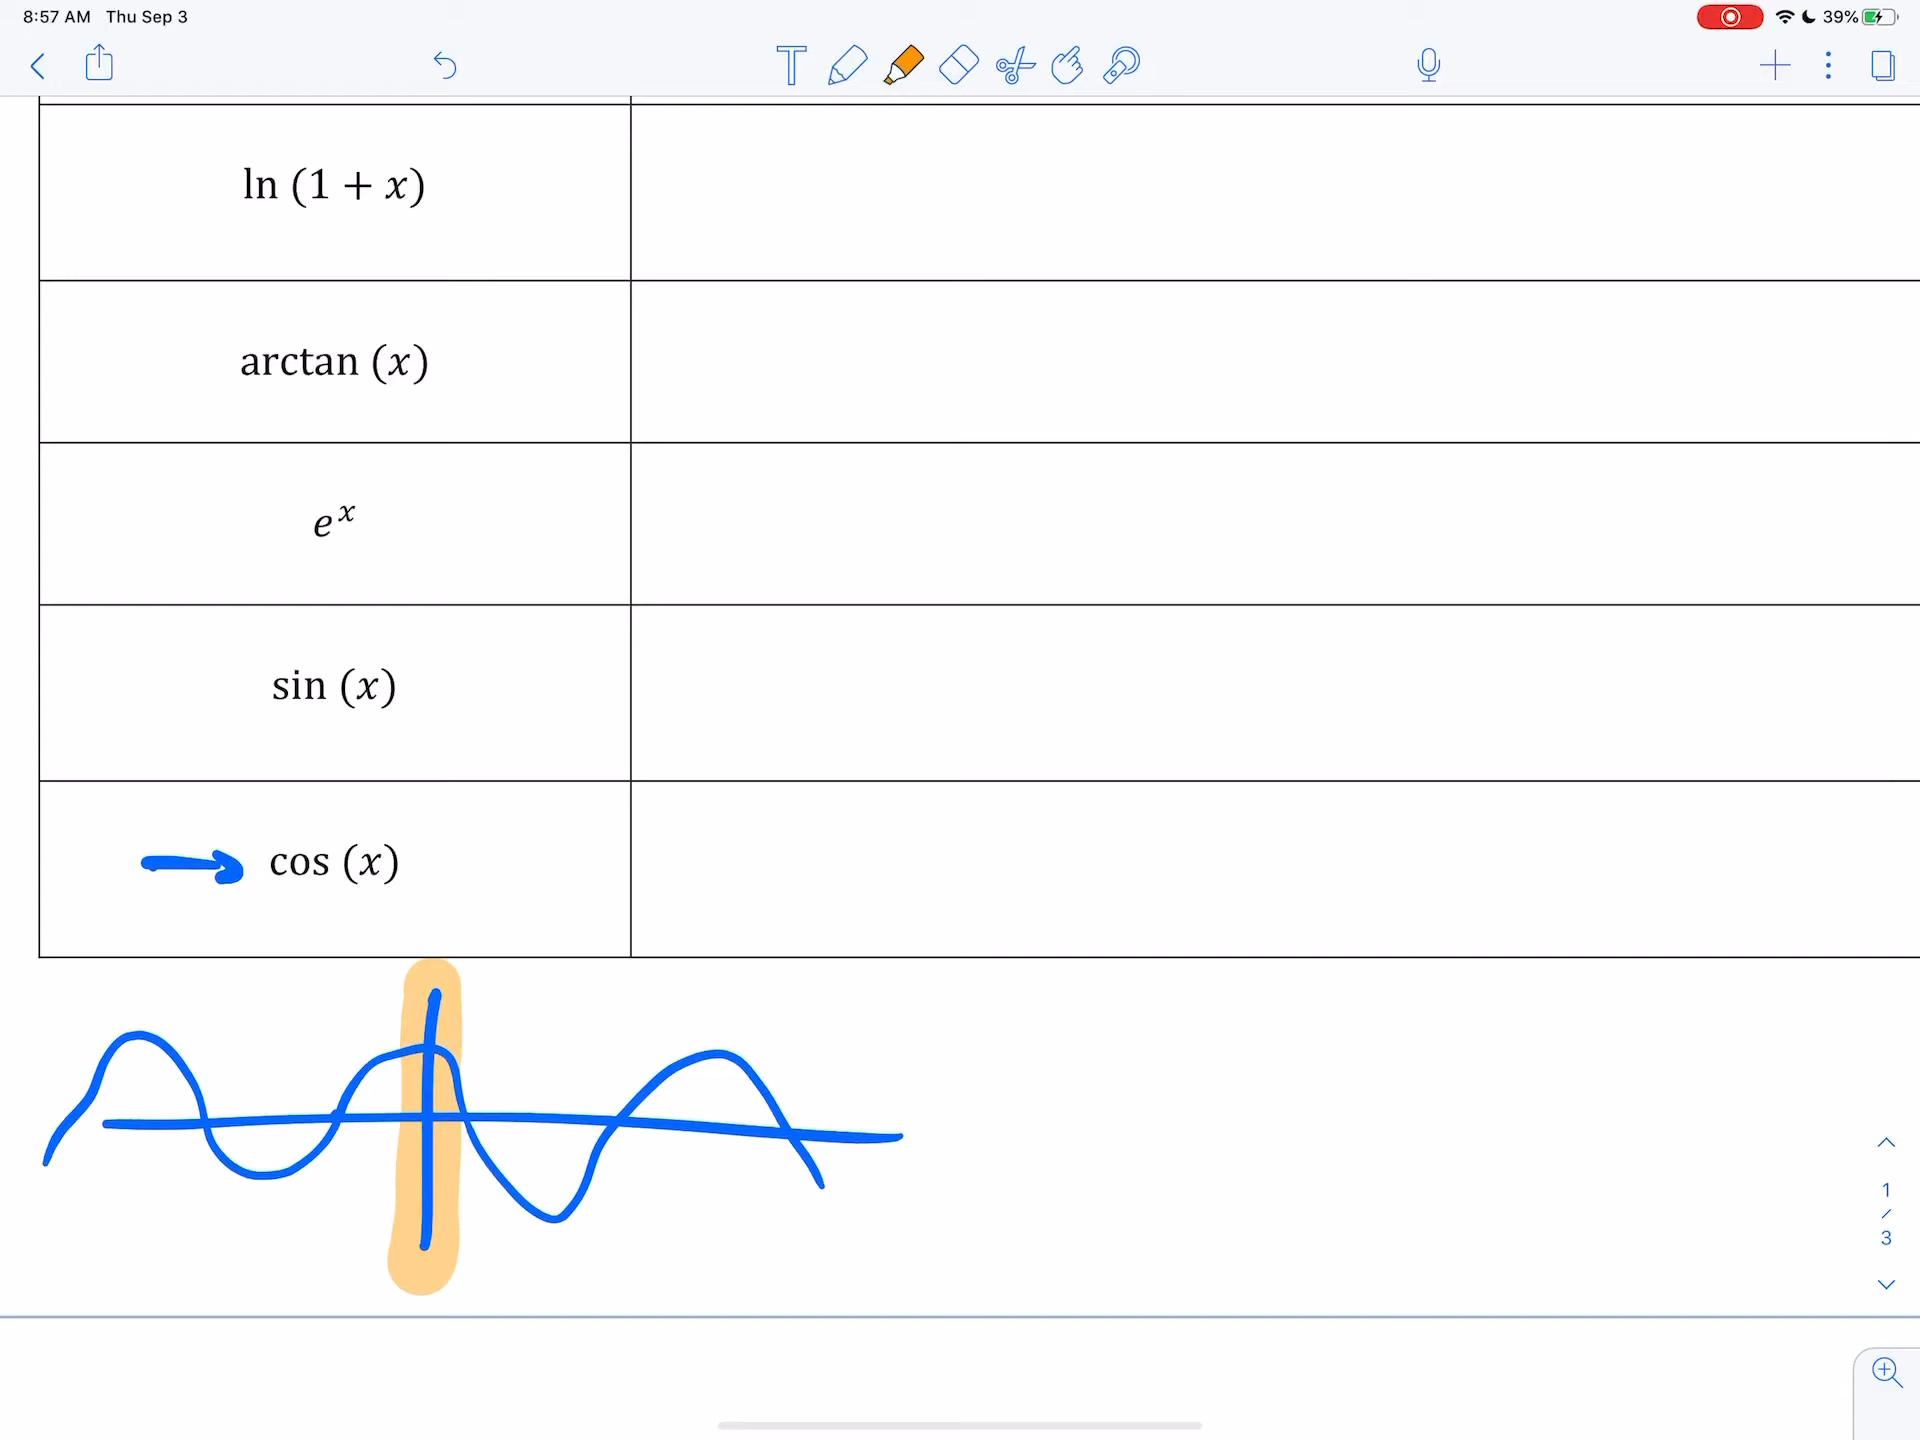 8:57 AM Thu Sep 3 39%
T
ln (1 + x)
arctan (x)
e^x
sin (x)
cos (x)
1
/
3